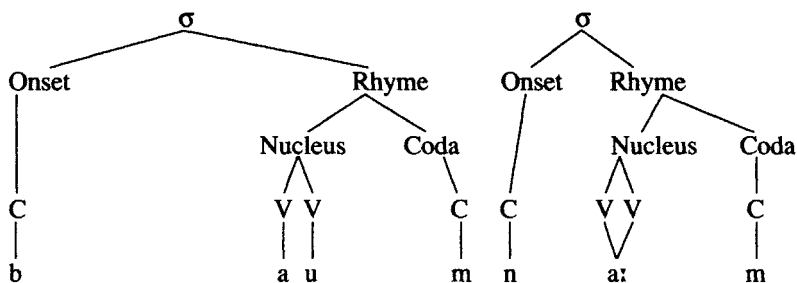 σ σ
Onset Rhyme Onset Rhyme
Nucleus Coda Nucleus Coda
C V V C C V V C
b a u m n aː m